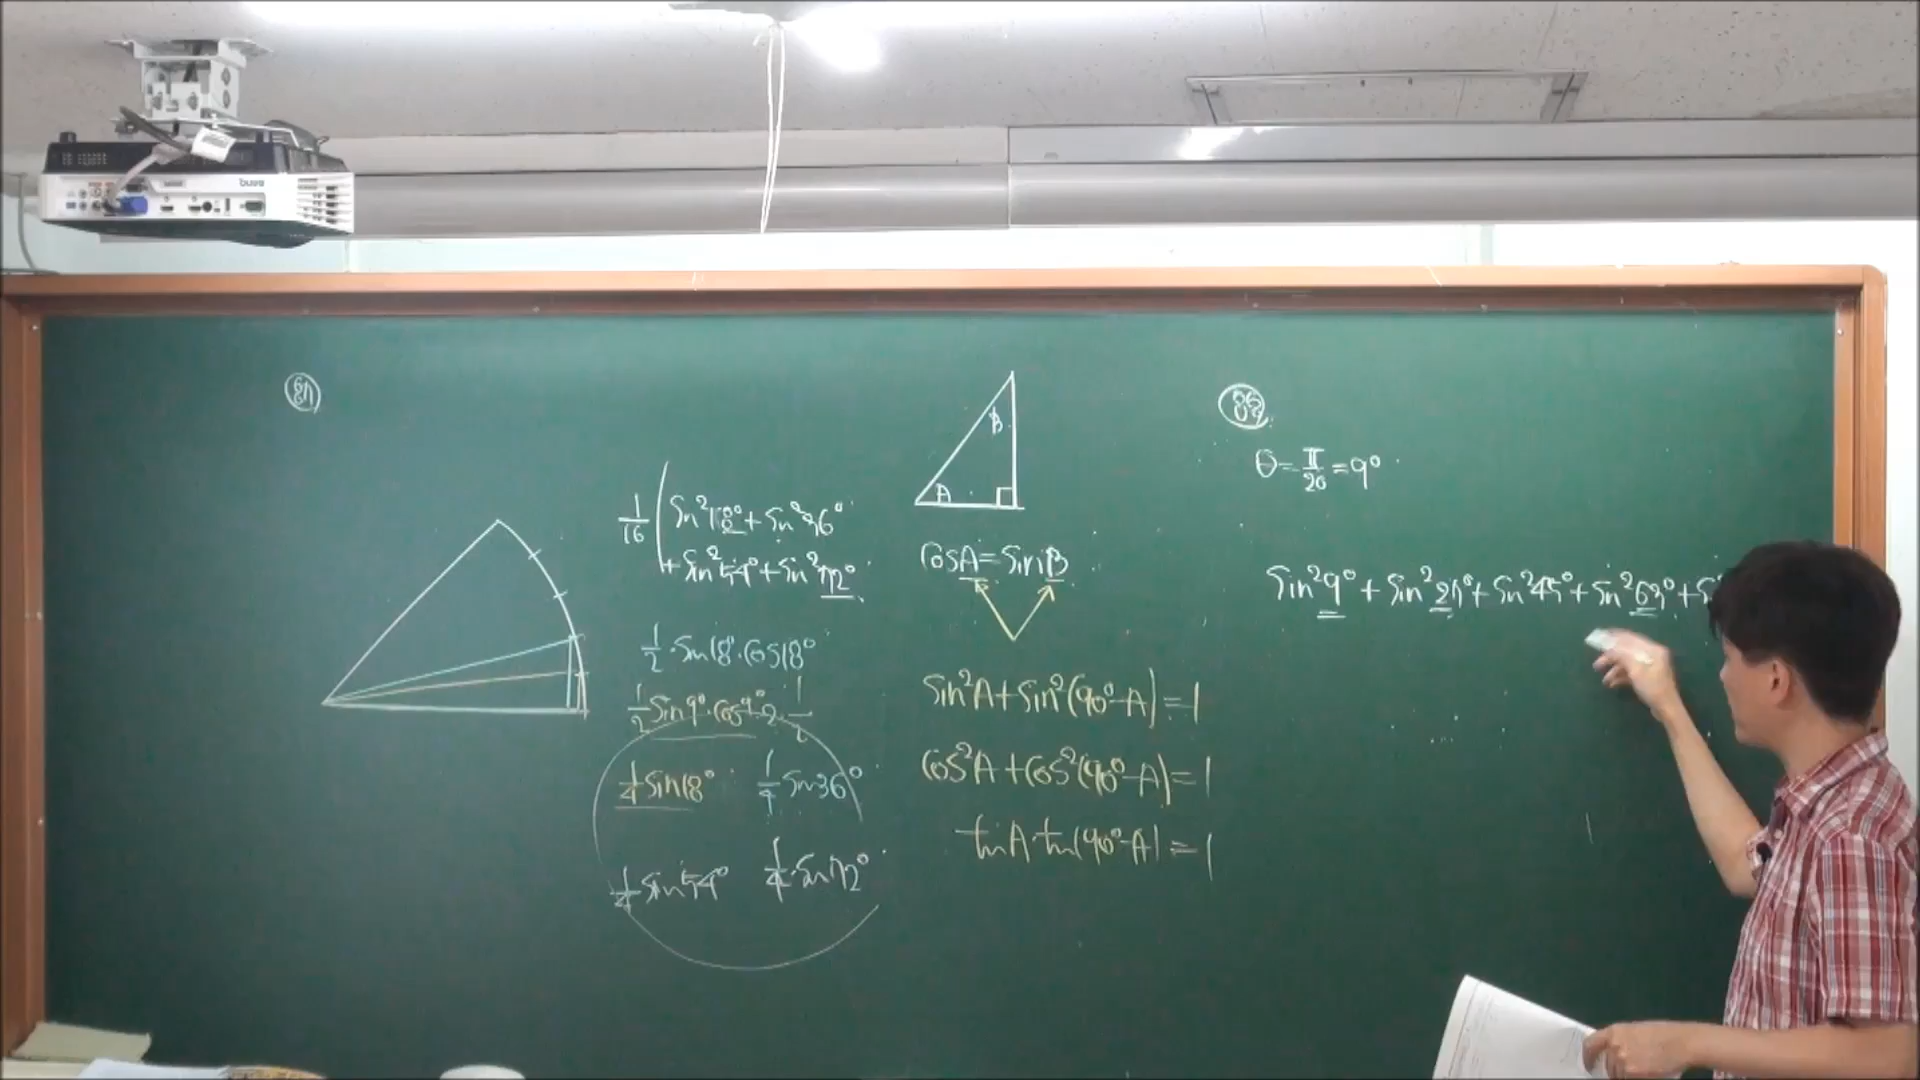 87
1/16 (sin²18°+sin²36°
+sin²54°+sin²72°
1/2·sin18·cos18°
1/2 sin9°·cos9°·2·1/2
1/4 sin18° 1/4 sin36°
1/4 sin54° 1/4·sin72°
B
A
cosA=sinB
sin²A+sin²(90°-A)=1
cos²A+cos²(90°-A)=1
tanA·tan(90°-A)=1
88
θ=π/20=9°
sin²9°+sin²27°+sin²45°+sin²63°+s